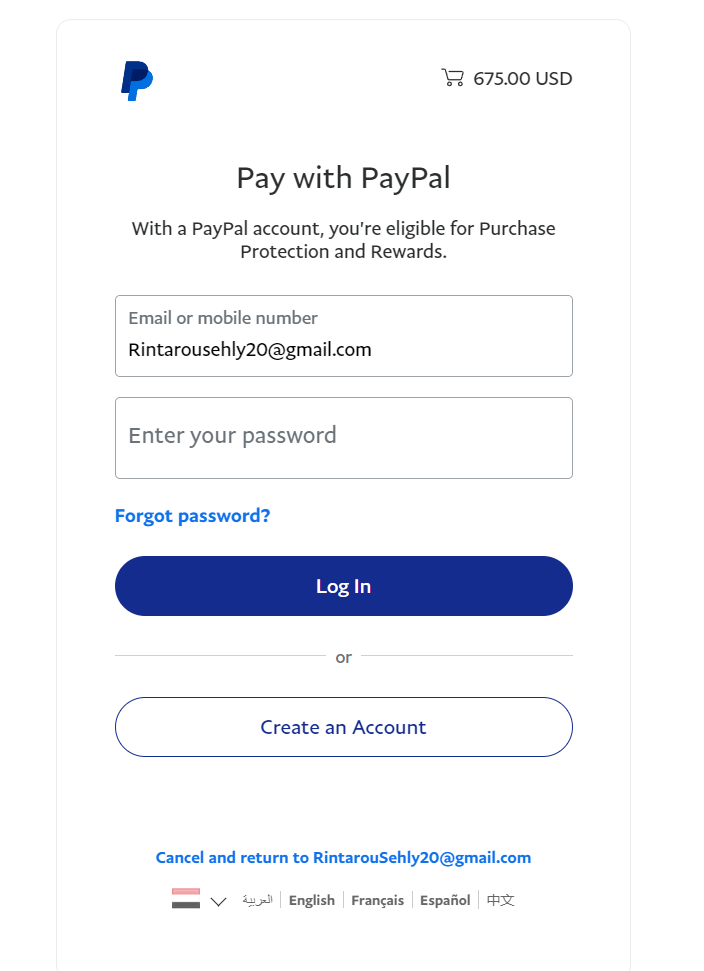 675.00 USD
Pay with PayPal
With a PayPal account, you're eligible for Purchase
Protection and Rewards.
Email or mobile number
Rintarousehly20@gmail.com
Enter your password
Forgot password?
Log In
or
Create an Account
Cancel and return to RintarouSehly20@gmail.com
العربية English Français Español 中文